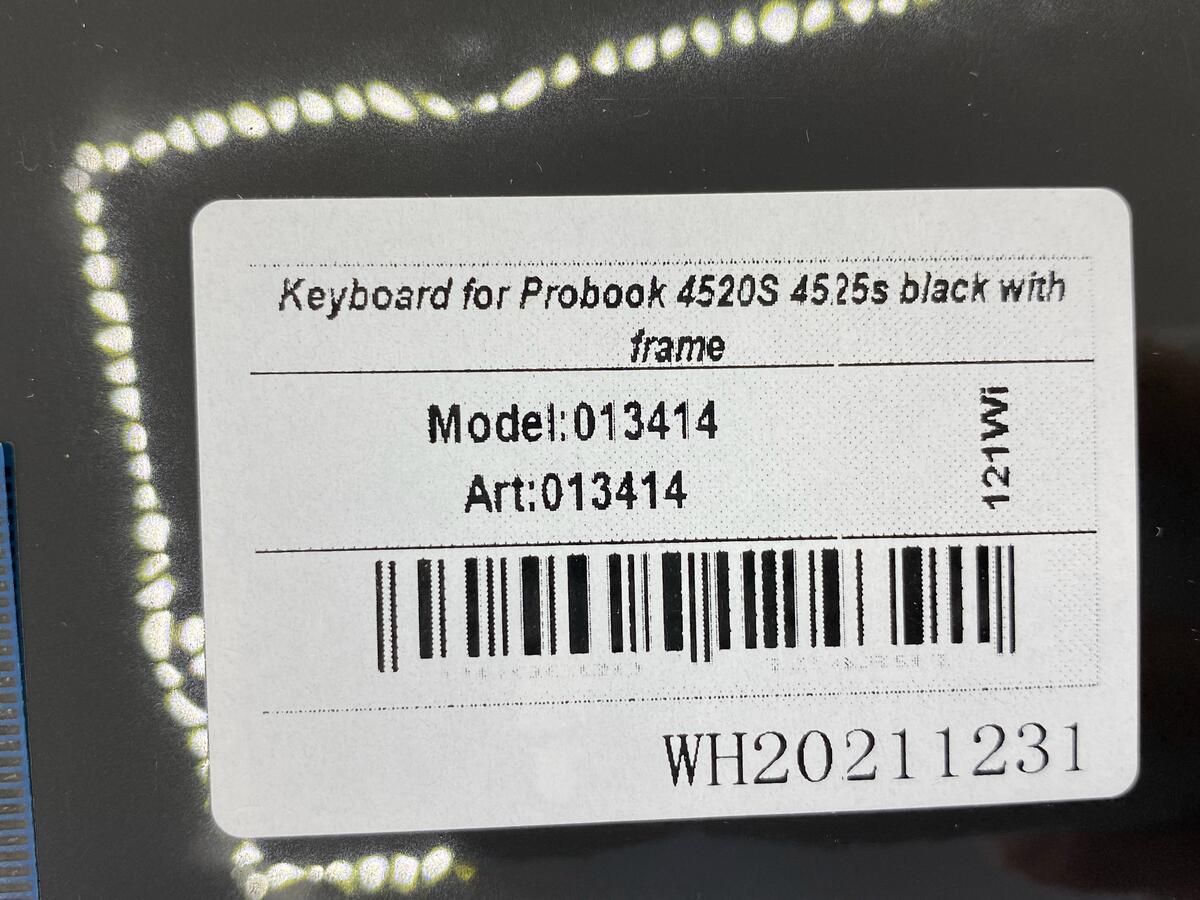 Keyboard for Probook 4520S 4525s black with
frame
Model:013414
Art:013414
121Wi
WH20211231